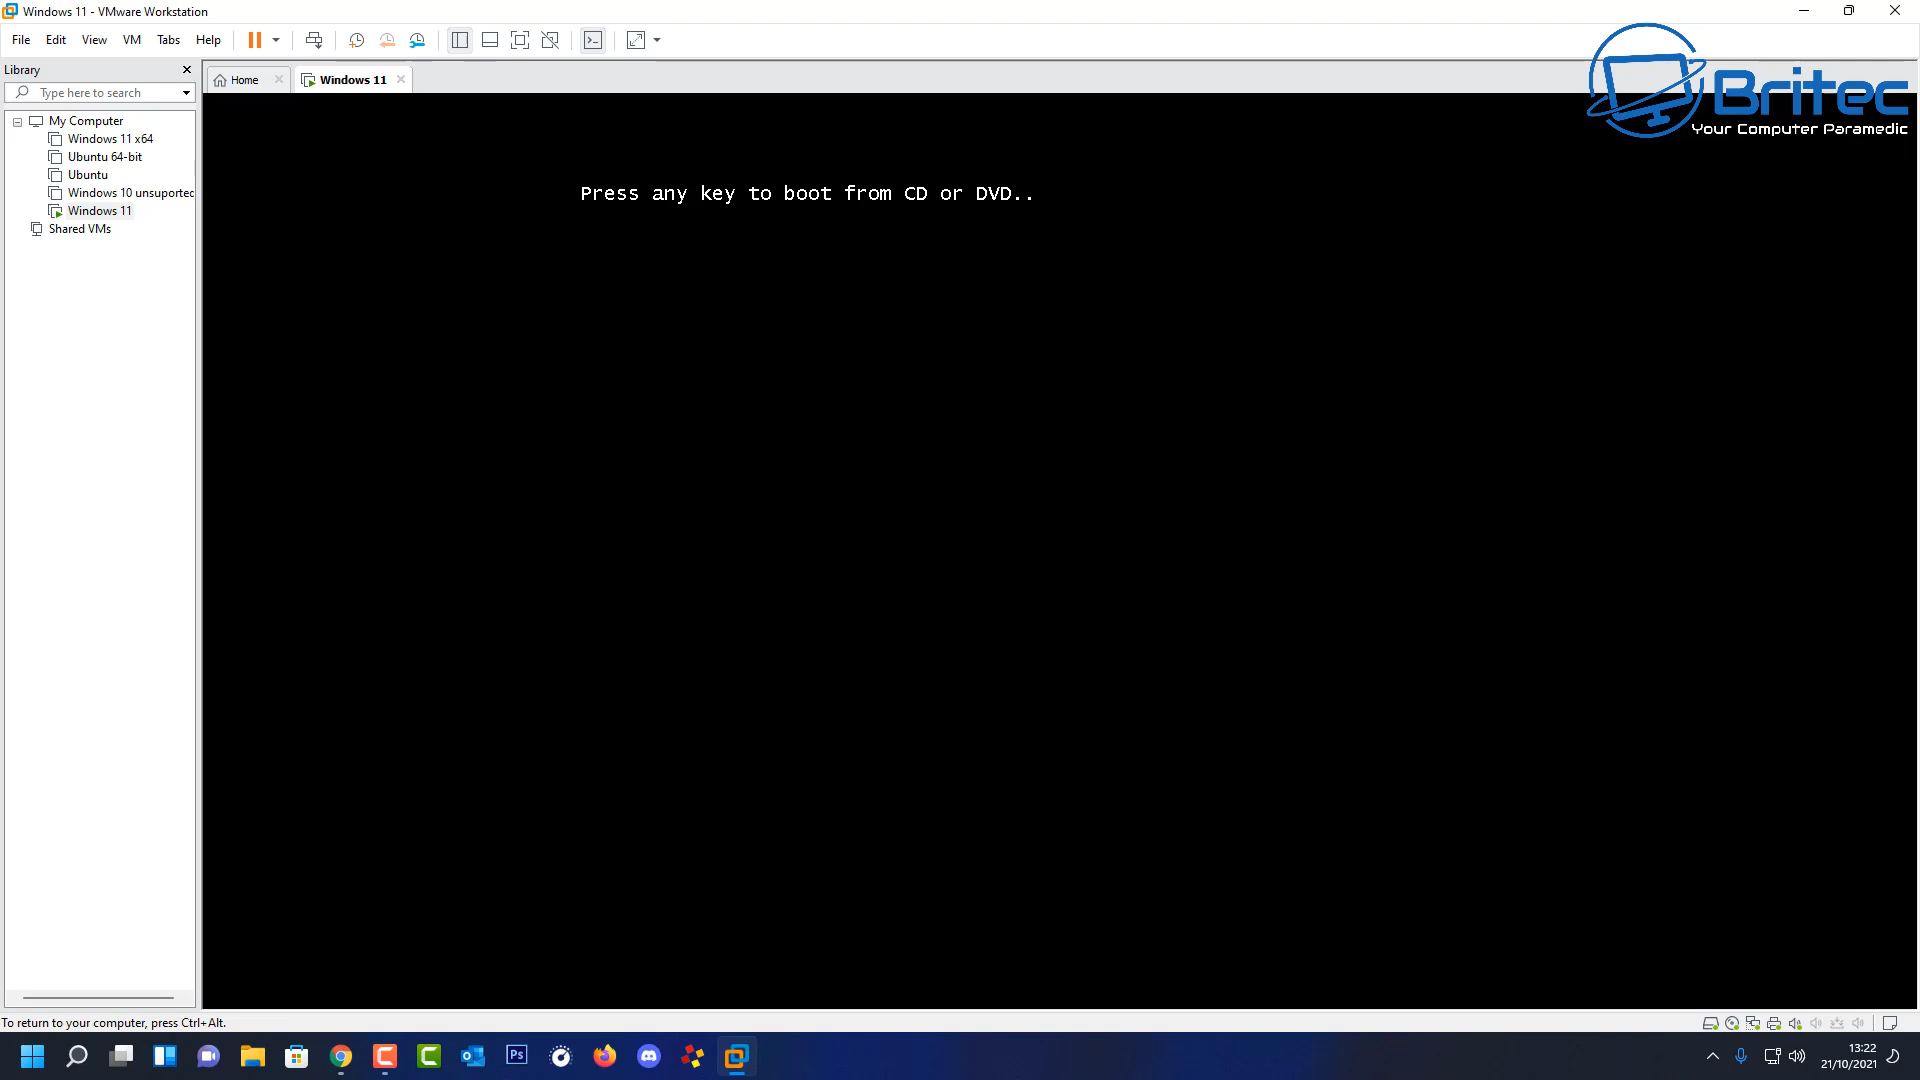 Windows 11 - VMware Workstation
File Edit View VM Tabs Help
Library
Type here to search
Home
Windows 11
My Computer
Windows 11 x64
Ubuntu 64-bit
Ubuntu
Windows 10 unsuported
Windows 11
Shared VMs
Britec
Your Computer Paramedic
Press any key to boot from CD or DVD..
To return to your computer, press Ctrl+Alt.
Ps
13:22
21/10/2021